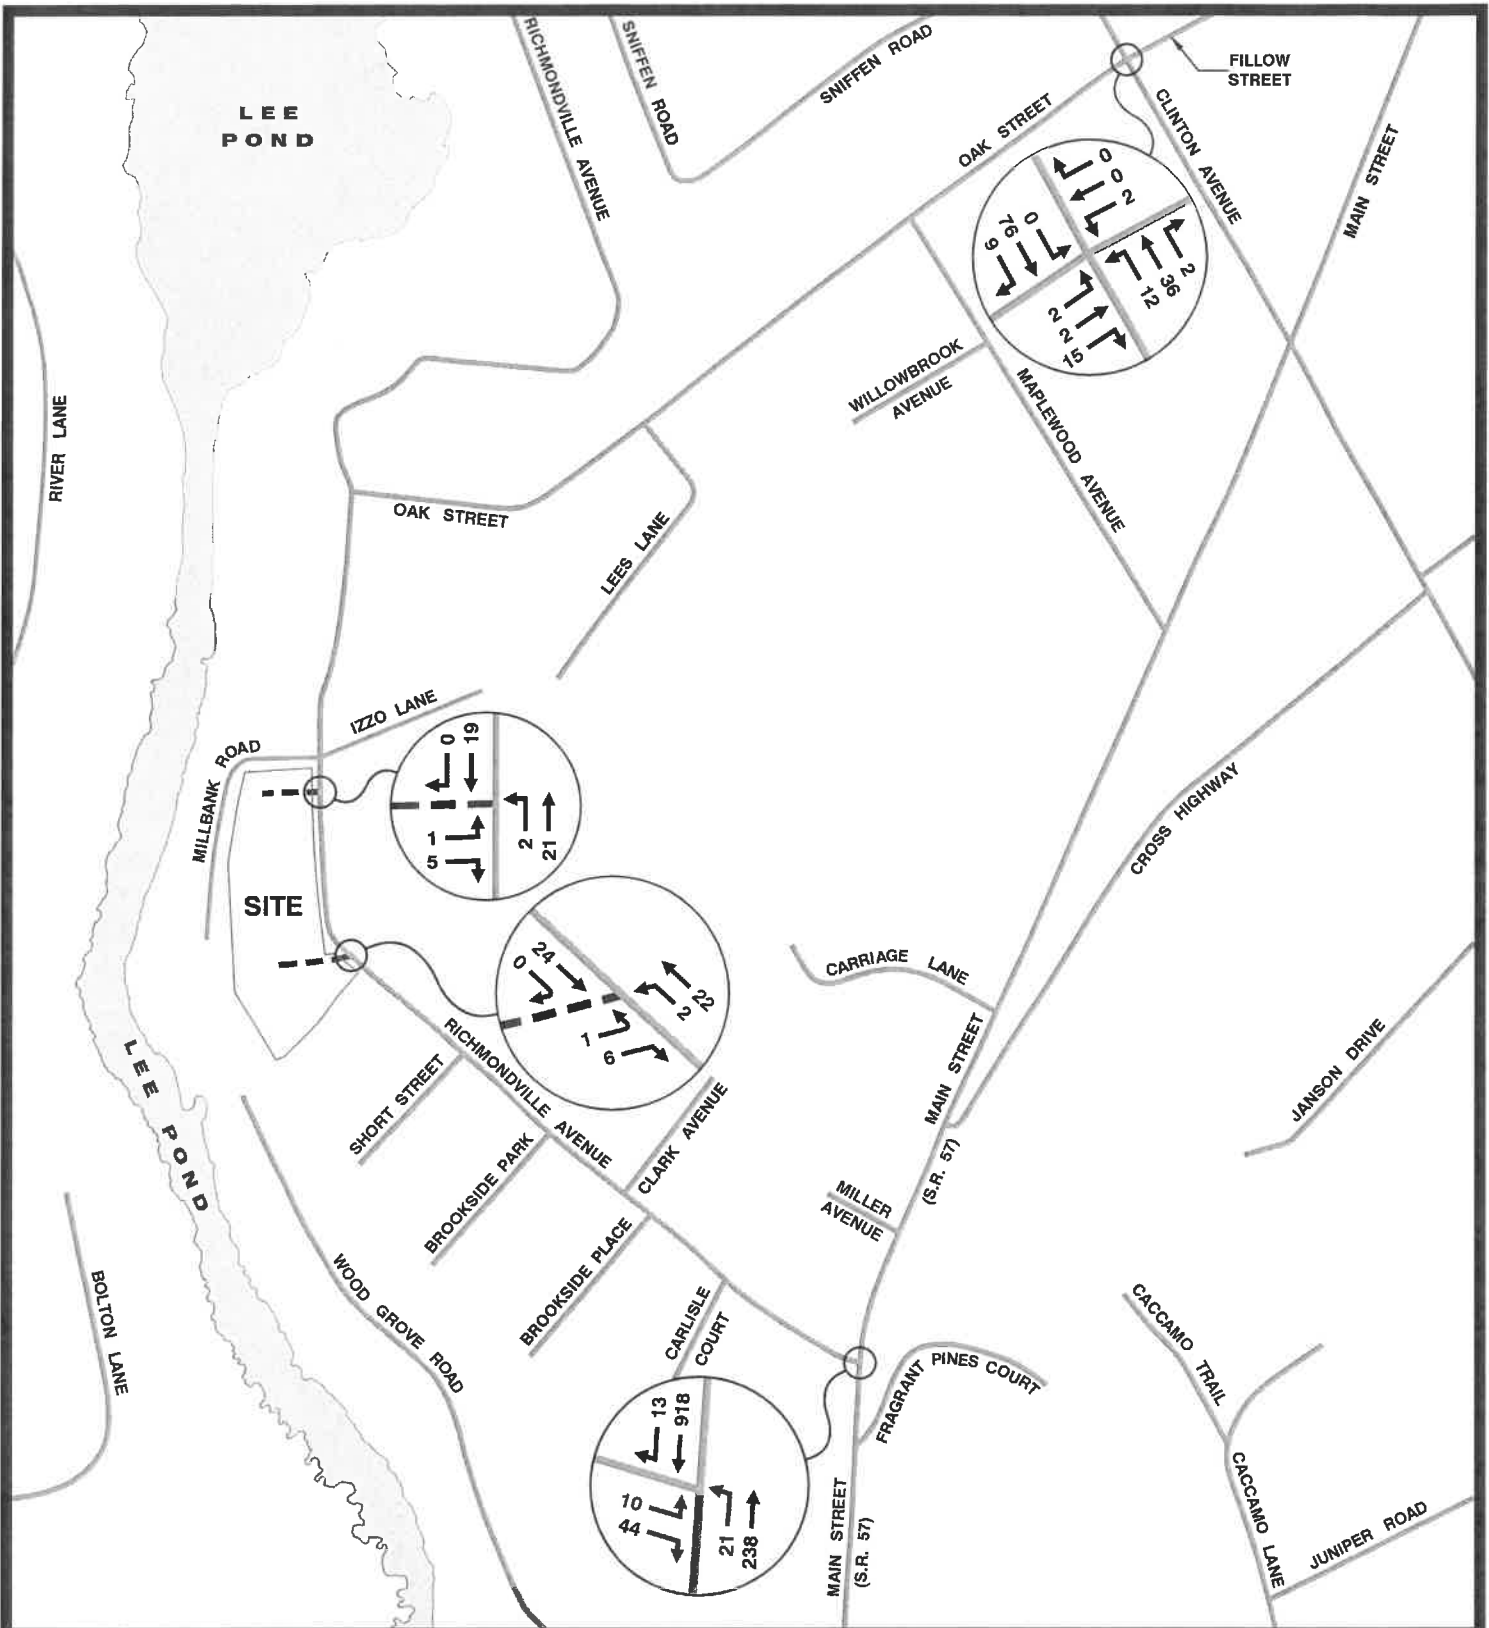 LEE
POND
RICHMONDVILLE AVENUE
SNIFFEN ROAD
SNIFFEN ROAD
FILLOW
STREET
OAK STREET
CLINTON AVENUE
MAIN STREET
0
0
2
0
76
9
2
36
12
2
2
15
WILLOWBROOK
AVENUE
MAPLEWOOD AVENUE
RIVER LANE
OAK STREET
LEES LANE
IZZO LANE
MILLBANK ROAD
0
19
1
5
2
21
CROSS HIGHWAY
SITE
24
0
22
2
1
6
CARRIAGE LANE
RICHMONDVILLE AVENUE
SHORT STREET
BROOKSIDE PARK
CLARK AVENUE
MAIN STREET
(S.R. 57)
JANSON DRIVE
LEE POND
MILLER
AVENUE
BROOKSIDE PLACE
WOOD GROVE ROAD
BOLTON LANE
CARLISLE
COURT
FRAGRANT PINES COURT
CACCAMO TRAIL
13
918
10
44
21
238
MAIN STREET
(S.R. 57)
CACCAMO LANE
JUNIPER ROAD